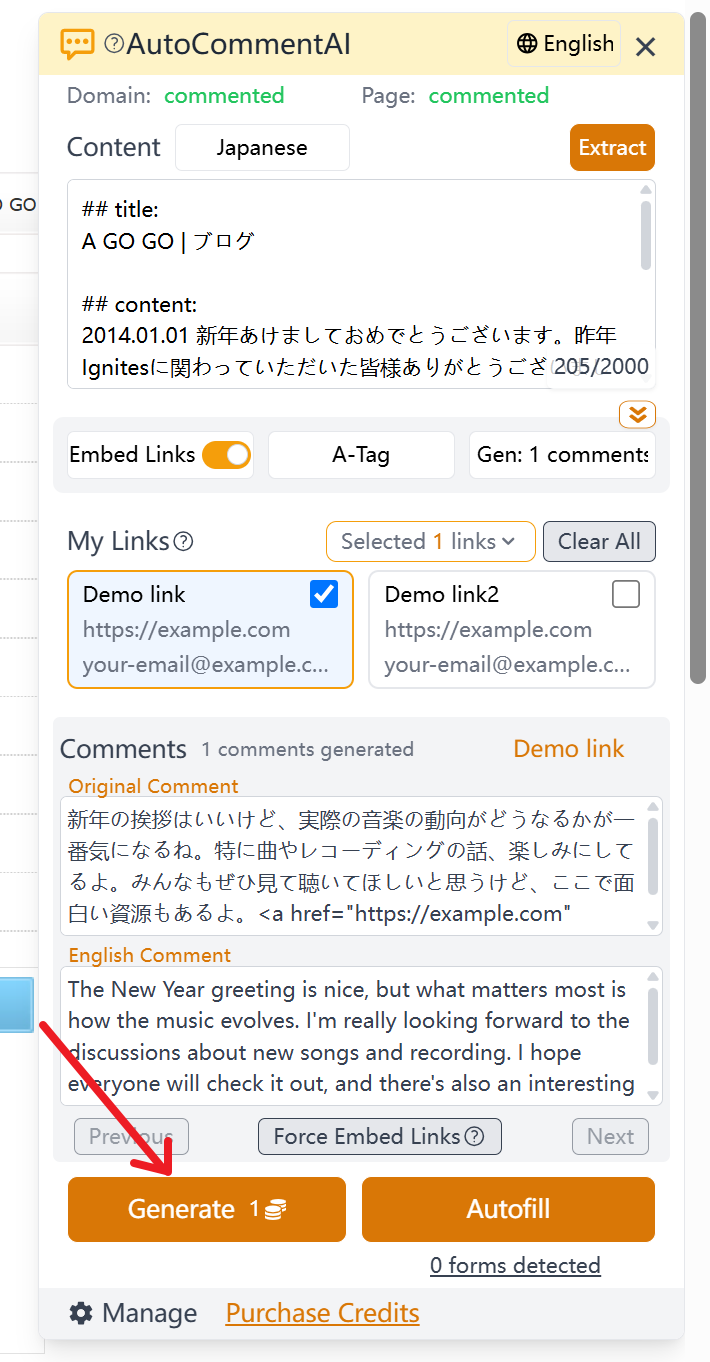 AutoCommentAI
English
Domain: commented Page: commented
Content Japanese Extract
## title:
A GO GO | ブログ
GO GO
## content:
2014.01.01 新年あけましておめでとうございます。昨年
Ignitesに関わっていただいた皆様ありがとうござ
205/2000
Embed Links A-Tag Gen: 1 comments
My Links Selected 1 links Clear All
Demo link
https://example.com
your-email@example.c...
Demo link2
https://example.com
your-email@example.c...
Comments 1 comments generated Demo link
Original Comment
新年の挨拶はいいけど、実際の音楽の動向がどうなるかが一
番気になるね。特に曲やレコーディングの話、楽しみにして
るよ。みんなもぜひ見て聴いてほしいと思うけど、ここで面
白い資源もあるよ。<a href="https://example.com"
English Comment
The New Year greeting is nice, but what matters most is
how the music evolves. I'm really looking forward to the
discussions about new songs and recording. I hope
everyone will check it out, and there's also an interesting
Previous Force Embed Links Next
Generate 1 Autofill
0 forms detected
Manage Purchase Credits